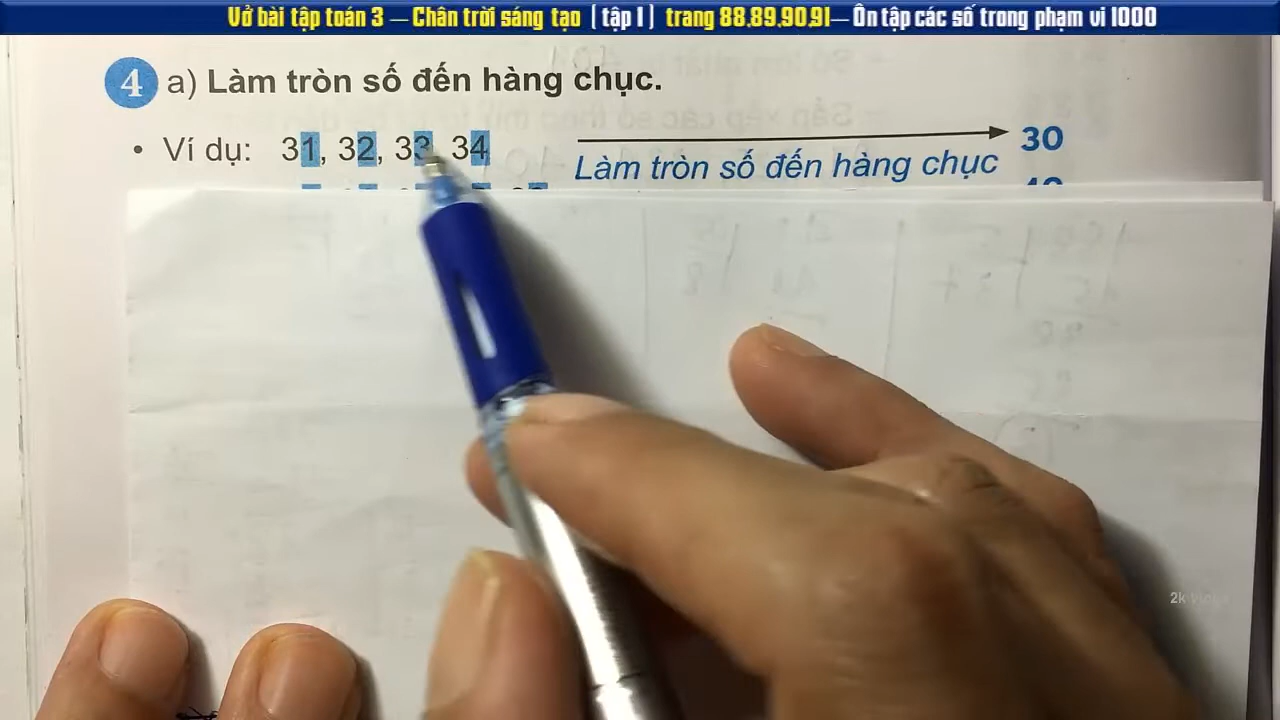 Vở bài tập toán 3 – Chân trời sáng tạo (tập 1) trang 88,89,90,91– Ôn tập các số trong phạm vi 1000
4 a) Làm tròn số đến hàng chục.
• Ví dụ: 31, 32, 33, 34 30
Làm tròn số đến hàng chục